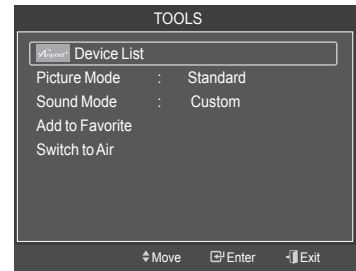 TOOLS
Anynet+ Device List
Picture Mode : Standard
Sound Mode : Custom
Add to Favorite
Switch to Air
Move Enter Exit